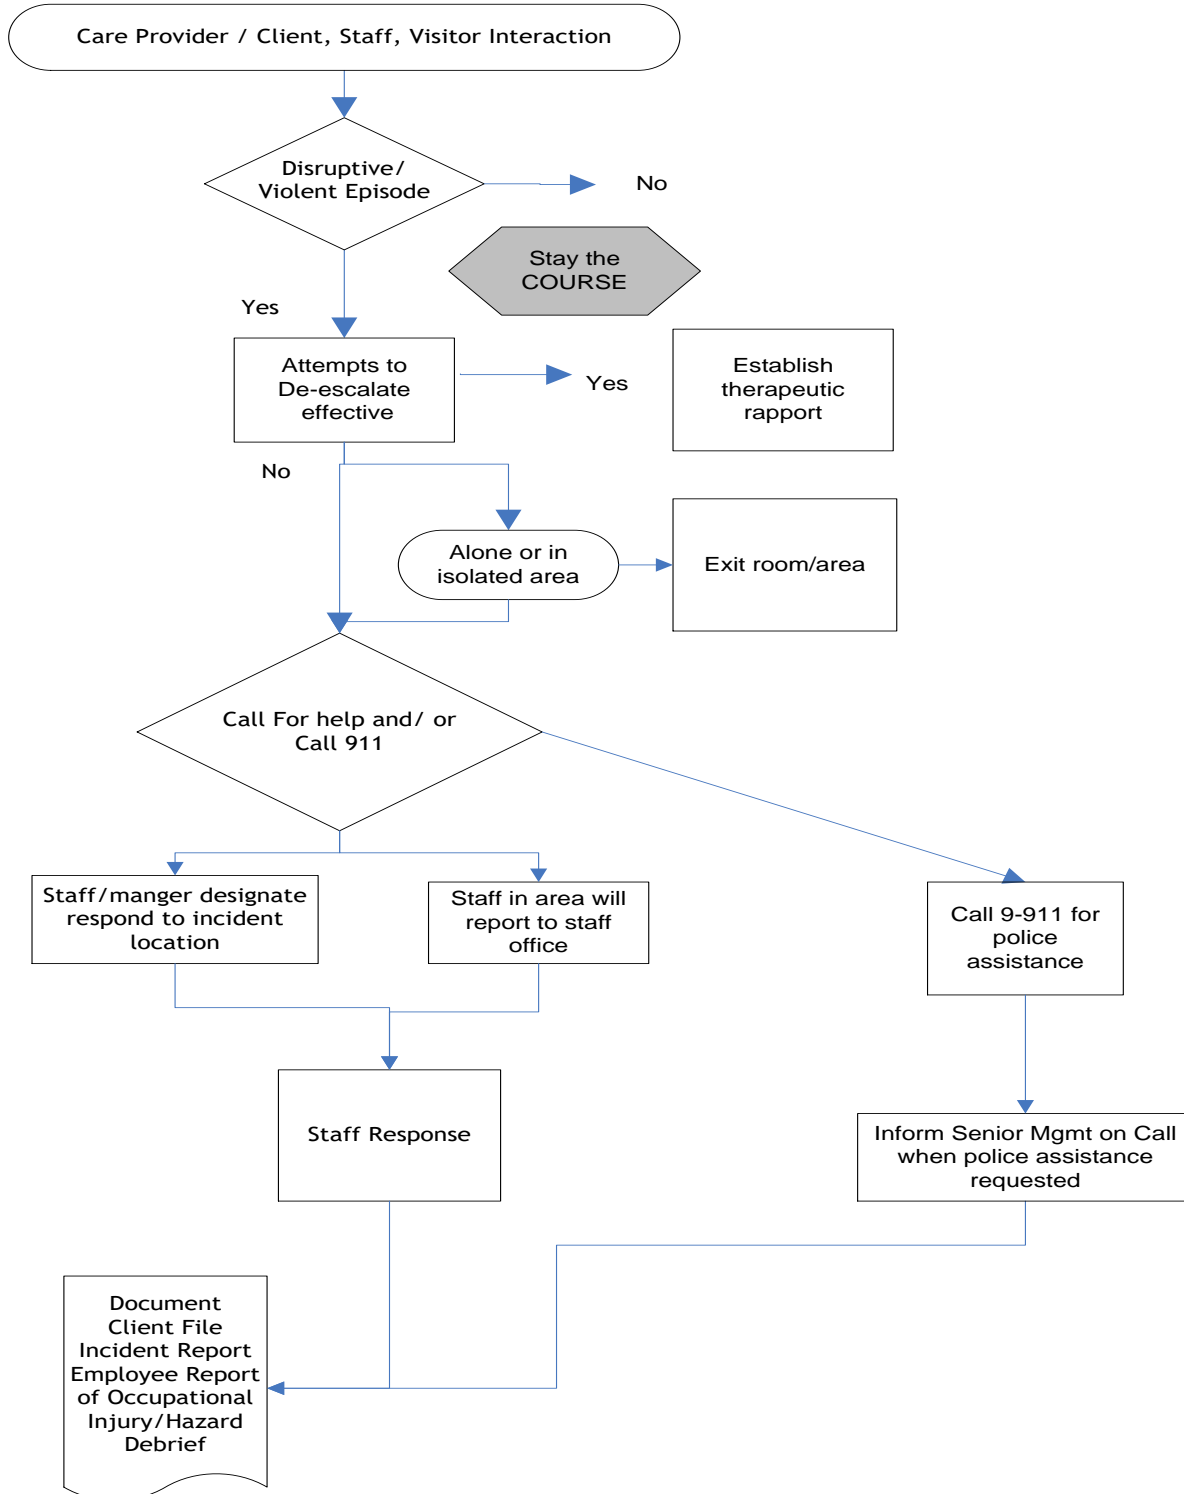 Care Provider / Client, Staff, Visitor Interaction
Disruptive/
Violent Episode
No
Stay the
COURSE
Yes
Attempts to
De-escalate
effective
Yes
Establish
therapeutic
rapport
No
Alone or in
isolated area
Exit room/area
Call For help and/ or
Call 911
Staff/manger designate
respond to incident
location
Staff in area will
report to staff
office
Call 9-911 for
police
assistance
Staff Response
Inform Senior Mgmt on Call
when police assistance
requested
Document
Client File
Incident Report
Employee Report
of Occupational
Injury/Hazard
Debrief